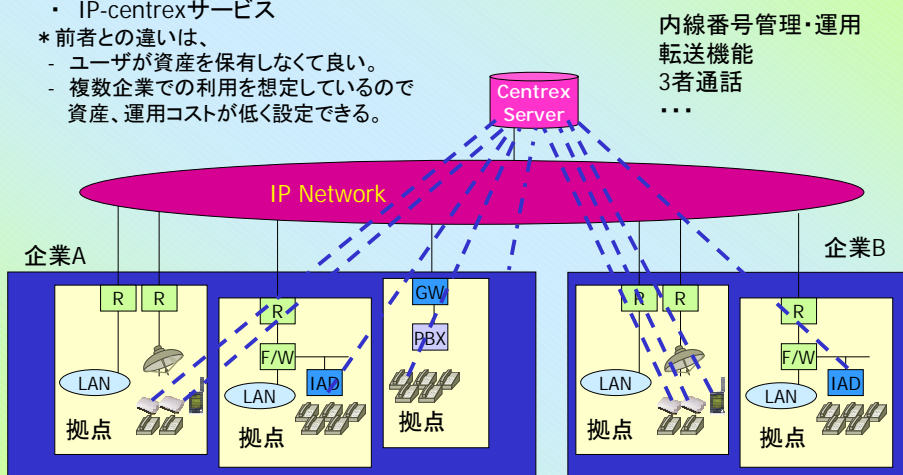 ・ IP-centrexサービス
＊前者との違いは、
- ユーザが資産を保有しなくて良い。
- 複数企業での利用を想定しているので
資産、運用コストが低く設定できる。
内線番号管理・運用
転送機能
3者通話
・・・
Centrex
Server
IP Network
企業A
企業B
R
R
LAN
拠点
R
F/W
IAD
LAN
拠点
GW
PBX
拠点
R
R
LAN
拠点
R
F/W
IAD
LAN
拠点